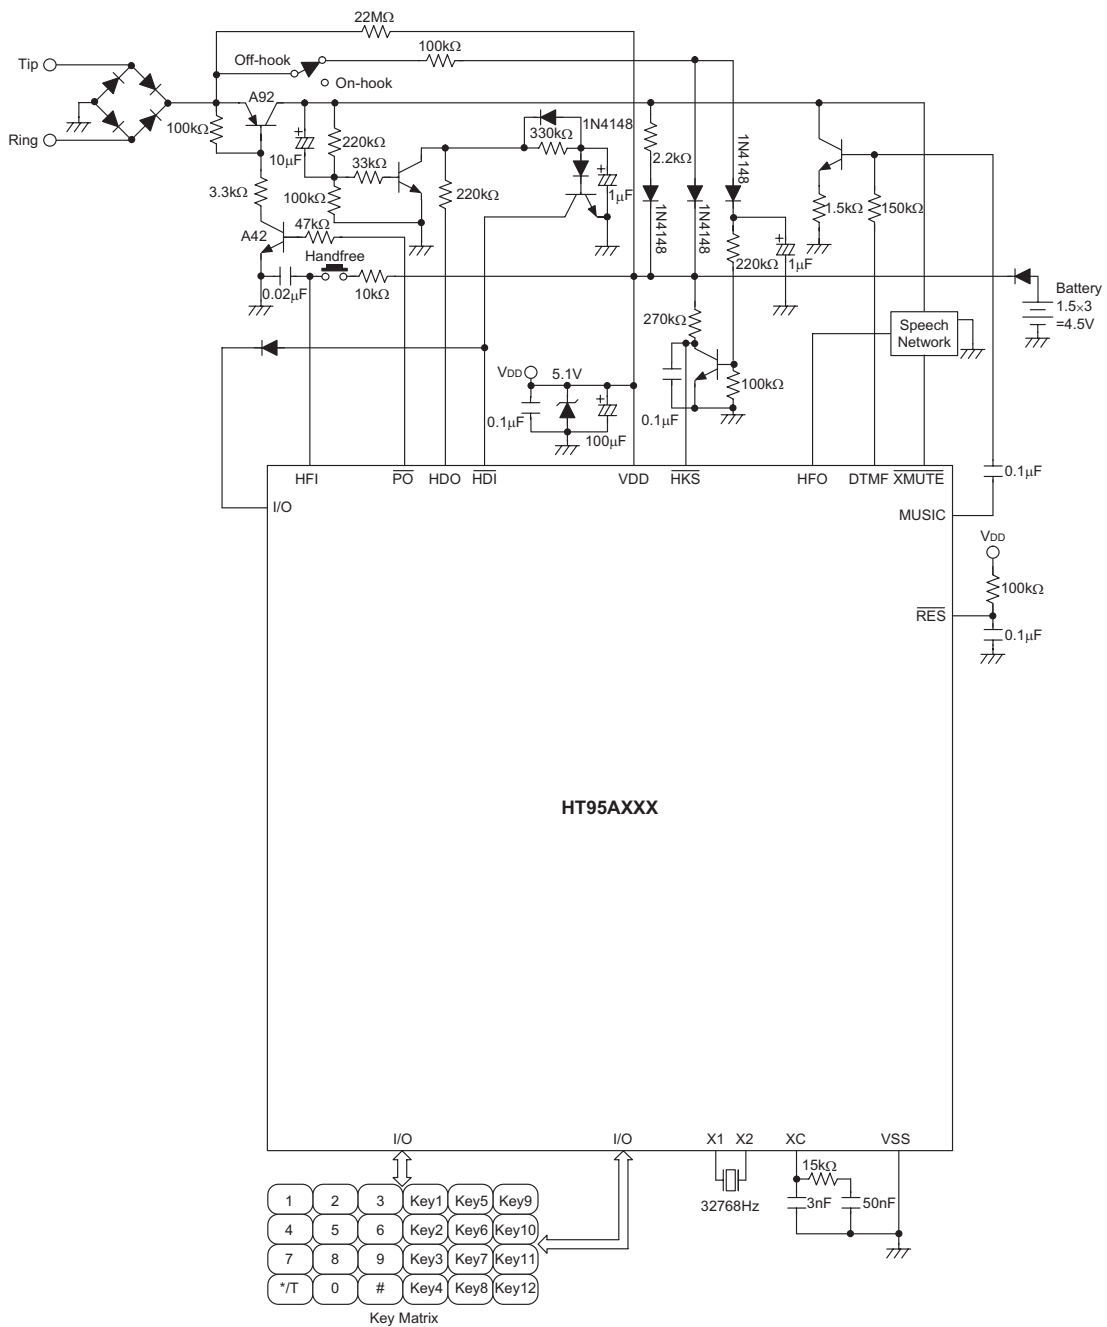 22MΩ
Off-hook
100kΩ
Tip
On-hook
A92
100kΩ
Ring
10μF
220kΩ
33kΩ
1N4148
330kΩ
2.2kΩ
1N4148
3.3kΩ
100kΩ
220kΩ
1μF
1N4148
1N4148
1.5kΩ
150kΩ
A42
47kΩ
Handfree
220kΩ
1μF
0.02μF
10kΩ
Battery
1.5×3
=4.5V
270kΩ
Speech
Network
VDD
5.1V
100kΩ
0.1μF
100μF
0.1μF
HFI
PO
HDO
HDI
VDD
HKS
HFO
DTMF
XMUTE
0.1μF
I/O
MUSIC
VDD
100kΩ
RES
0.1μF
HT95AXXX
I/O
I/O
X1
X2
XC
VSS
15kΩ
32768Hz
3nF
50nF
1
2
3
Key1
Key5
Key9
4
5
6
Key2
Key6
Key10
7
8
9
Key3
Key7
Key11
*/T
0
#
Key4
Key8
Key12
Key Matrix